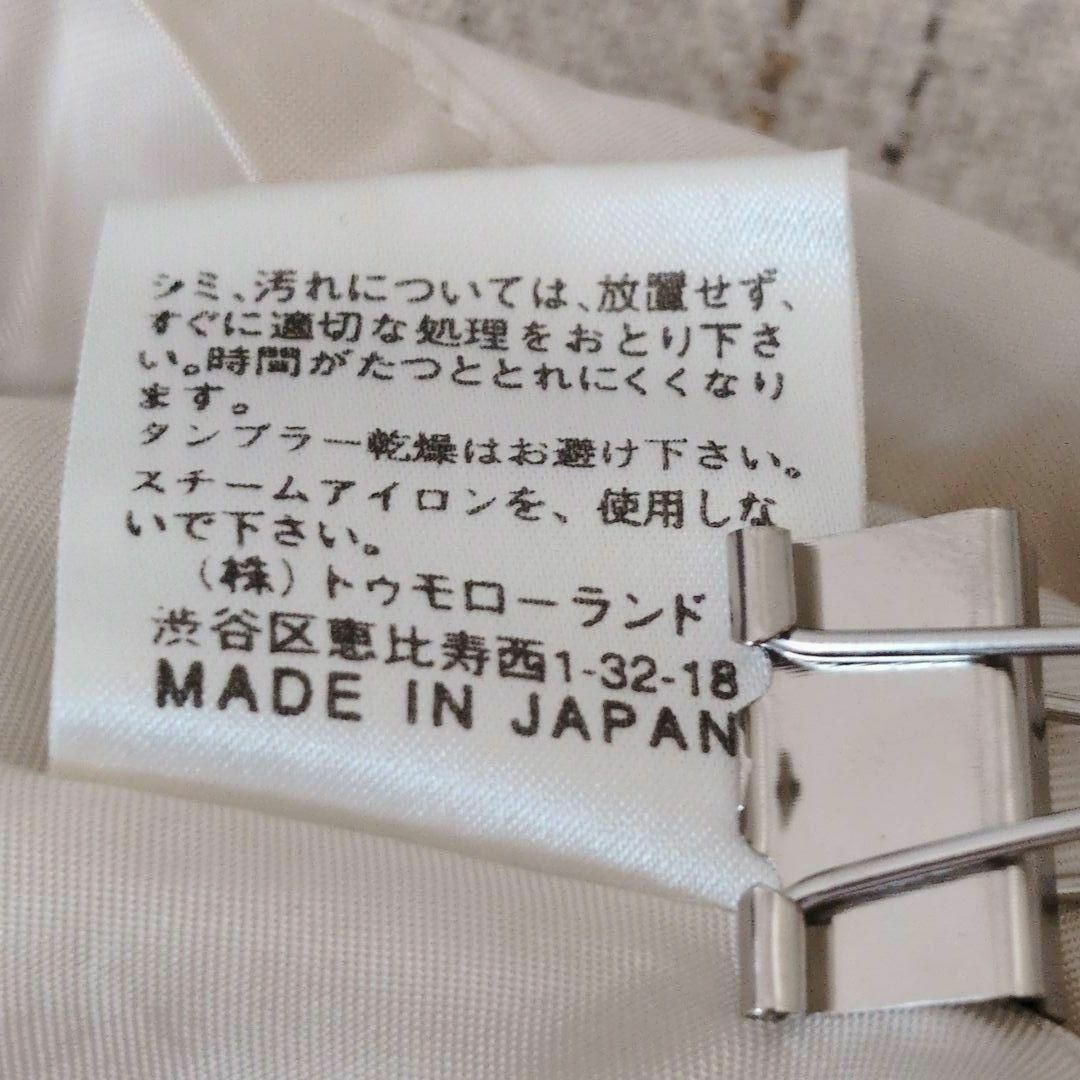 シミ、汚れについては、放置せず、
すぐに適切な処理をおとり下さ
い。時間がたつととれにくくなり
ます。
タンブラー乾燥はお避け下さい。
スチームアイロンを、使用しな
いで下さい。
(株)トゥモローランド
渋谷区恵比寿西1-32-18
MADE IN JAPAN